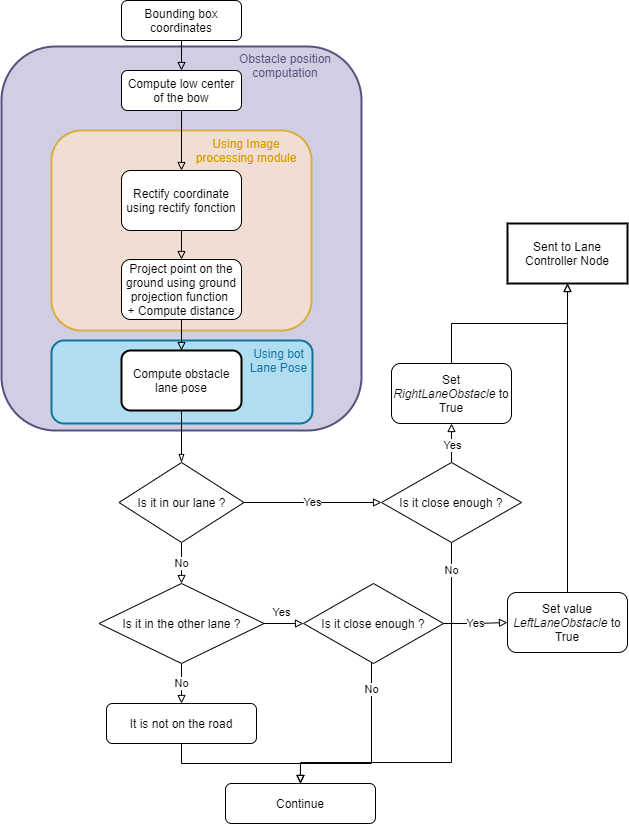 Bounding box
coordinates
Obstacle position
computation
Compute low center
of the bow
Using Image
processing module
Rectify coordinate
using rectify fonction
Project point on the
ground using ground
projection function
+ Compute distance
Using bot
Lane Pose
Compute obstacle
lane pose
Sent to Lane
Controller Node
Set
RightLaneObstacle to
True
Yes
Is it in our lane ?
Yes
Is it close enough ?
No
No
Is it in the other lane ?
Yes
Is it close enough ?
Yes
Set value
LeftLaneObstacle to
True
No
No
It is not on the road
Continue